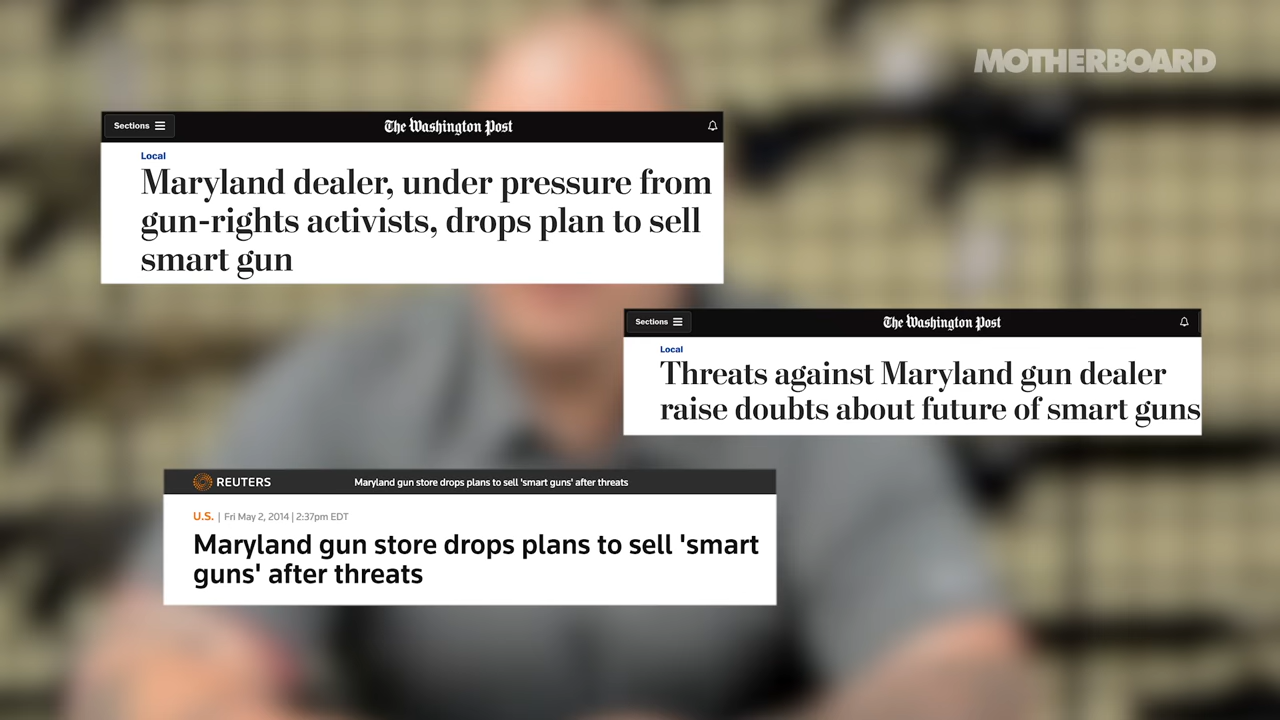 MOTHERBOARD
Sections
The Washington Post
Local
Maryland dealer, under pressure from
gun-rights activists, drops plan to sell
smart gun
Sections
The Washington Post
Local
Threats against Maryland gun dealer
raise doubts about future of smart guns
REUTERS
Maryland gun store drops plans to sell 'smart guns' after threats
U.S. | Fri May 2, 2014 | 2:37pm EDT
Maryland gun store drops plans to sell 'smart
guns' after threats